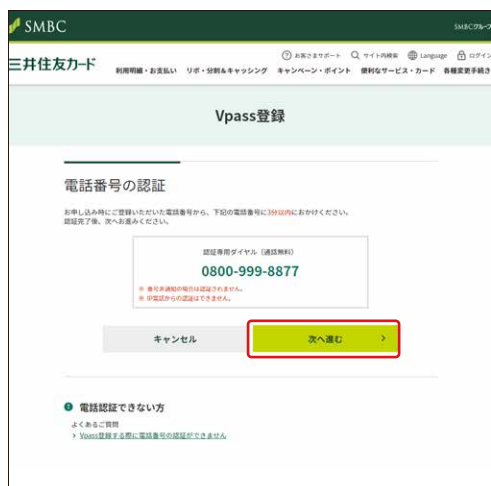 SMBC
SMBCグループ
三井住友カード
お客さまサポート サイト内検索 Language ログイン
利用明細・お支払い リボ・分割&キャッシング キャンペーン・ポイント 便利なサービス・カード 各種変更手続き
Vpass登録
電話番号の認証
お申し込み時にご登録いただいた電話番号から、下記の電話番号に3分以内におかけください。
認証完了後、次へお進みください。
認証専用ダイヤル(通話無料)
0800-999-8877
※ 番号非通知の場合は認証されません。
※ IP電話からの認証はできません。
キャンセル 次へ進む
電話認証できない方
よくあるご質問
Vpass登録する際に電話番号の認証ができません